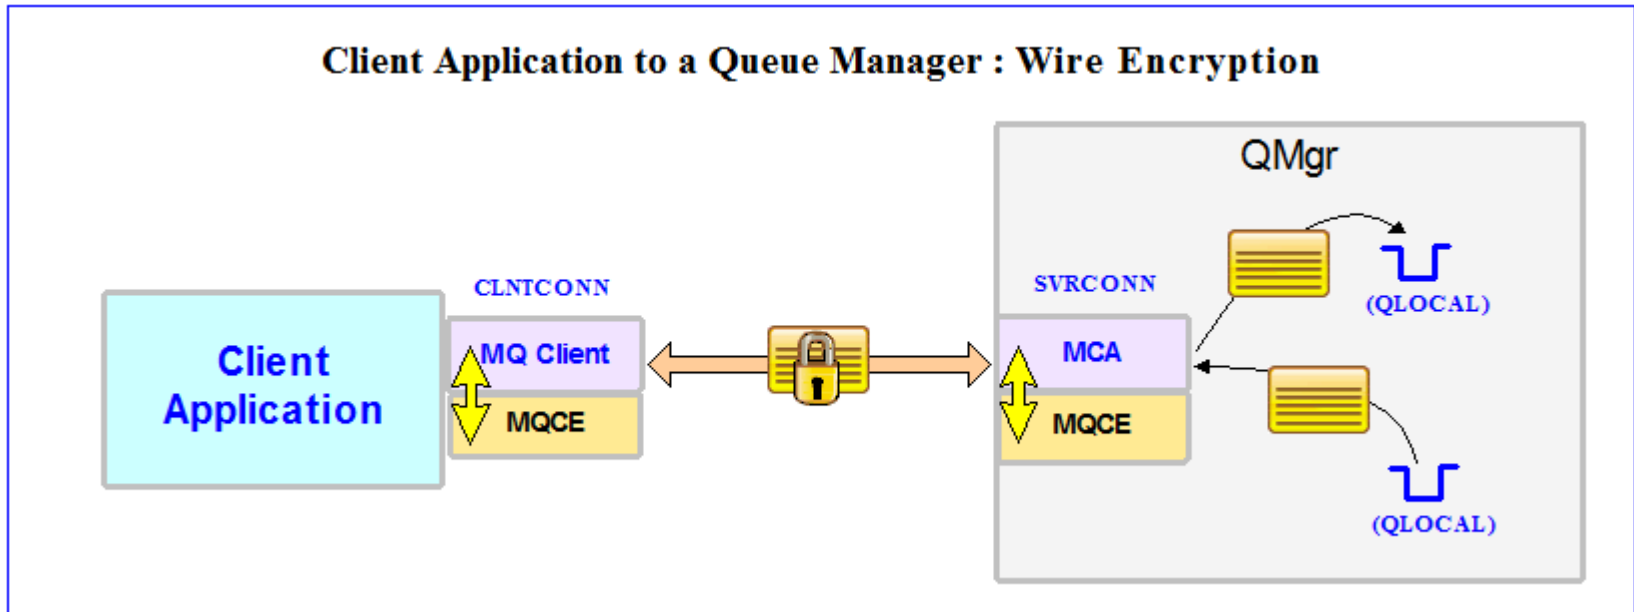 Client Application to a Queue Manager : Wire Encryption
QMgr
CLNTCONN
SVRCONN
(QLOCAL)
Client
Application
MQ Client
MQCE
MCA
MQCE
(QLOCAL)